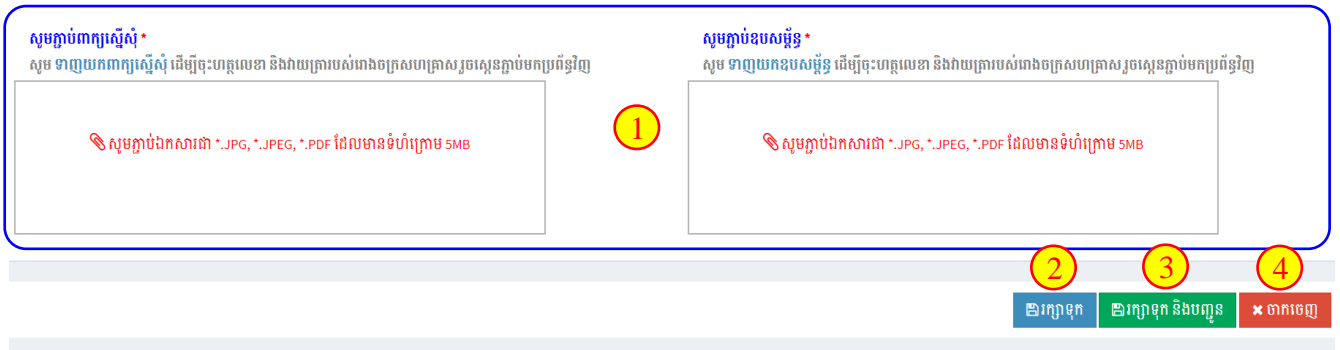 សូមភ្ជាប់ពាក្យស្នើសុំ *
សូម ទាញយកពាក្យស្នើសុំ ដើម្បីចុះហត្ថលេខា និងវាយត្រារបស់រោងចក្រសហគ្រាស រួចស្កេនភ្ជាប់មកប្រព័ន្ធវិញ
សូមភ្ជាប់ឯកសារជា *.JPG, *.JPEG, *.PDF ដែលមានទំហំក្រោម 5MB
1
សូមភ្ជាប់ឧបសម្ព័ន្ធ *
សូម ទាញយកឧបសម្ព័ន្ធ ដើម្បីចុះហត្ថលេខា និងវាយត្រារបស់រោងចក្រសហគ្រាស រួចស្កេនភ្ជាប់មកប្រព័ន្ធវិញ
សូមភ្ជាប់ឯកសារជា *.JPG, *.JPEG, *.PDF ដែលមានទំហំក្រោម 5MB
2
3
4
រក្សាទុក
រក្សាទុក និងបញ្ជូន
ចាកចេញ